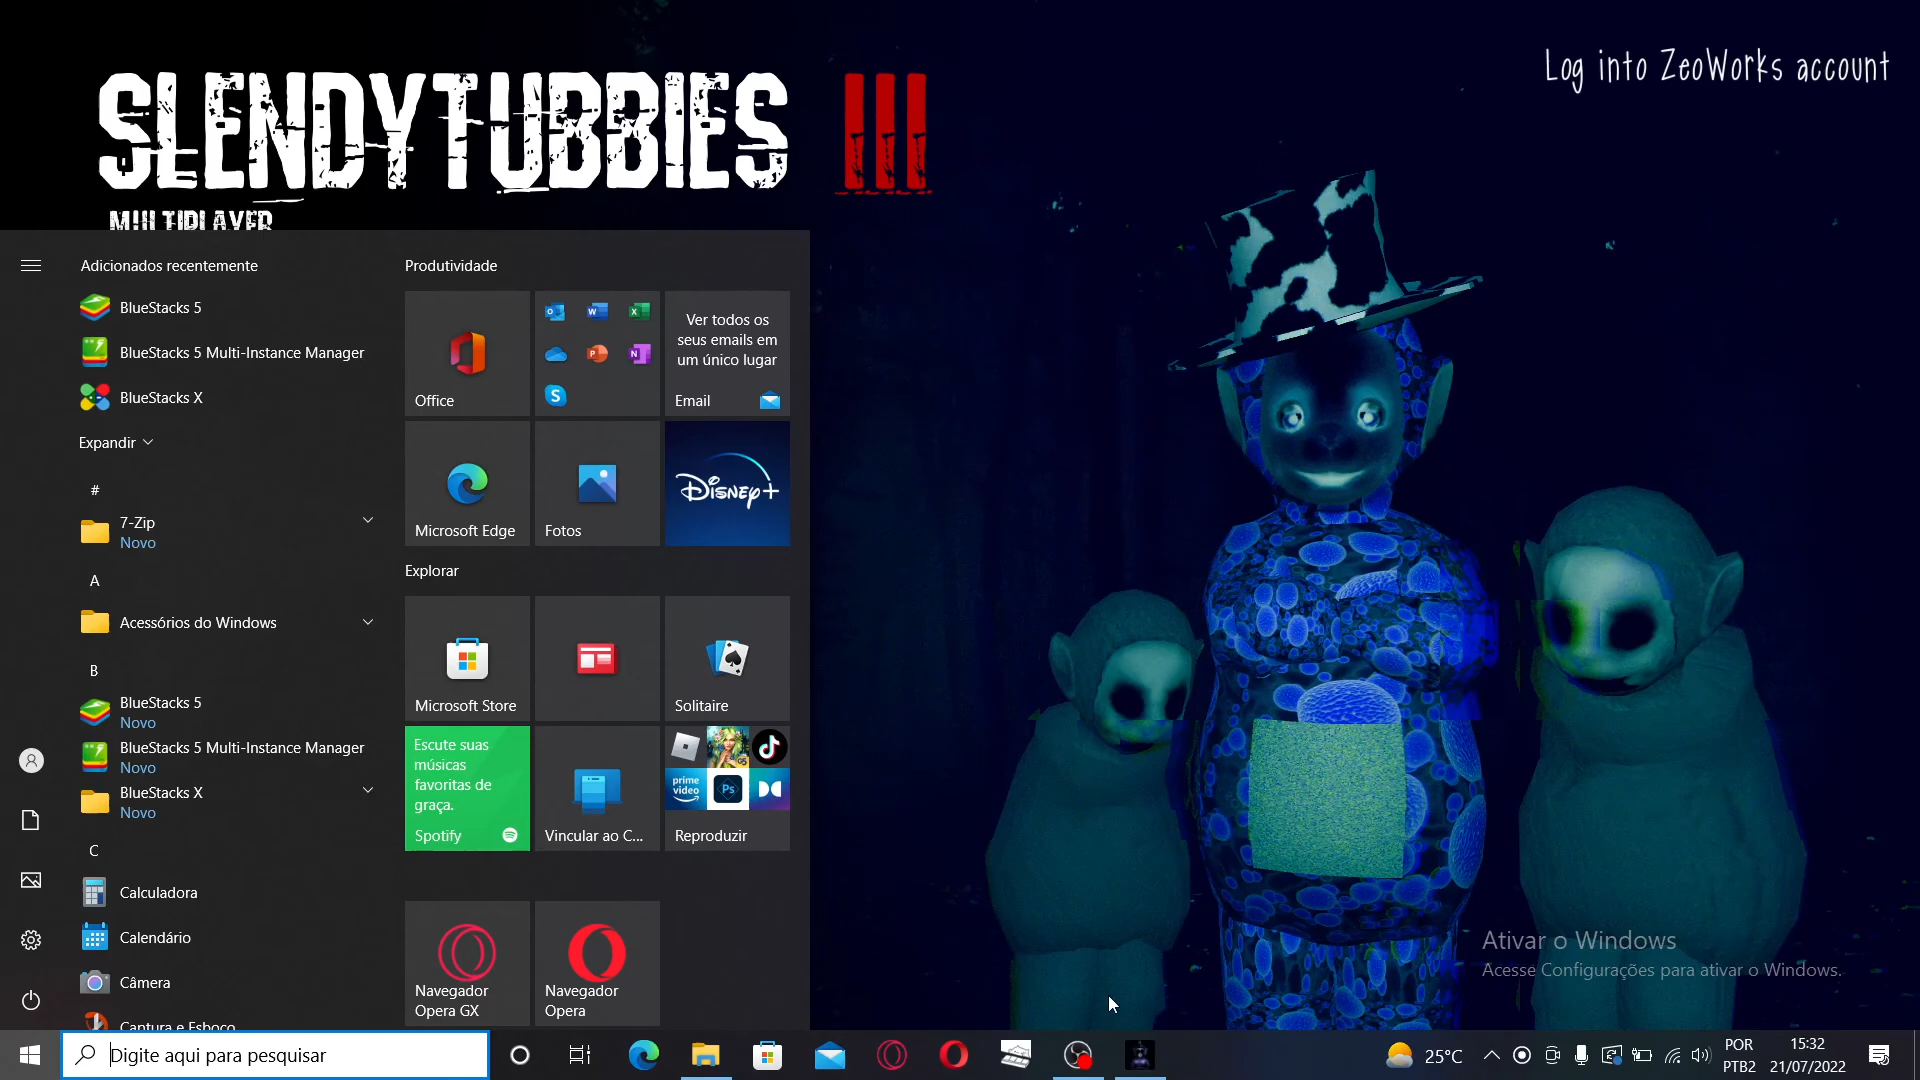 SLENDYTUBBIES III
MULTIPLAYER
Log into ZeoWorks account
Adicionados recentemente
BlueStacks 5
BlueStacks 5 Multi-Instance Manager
BlueStacks X
Expandir
#
7-Zip
Novo
A
Acessórios do Windows
B
BlueStacks 5
Novo
BlueStacks 5 Multi-Instance Manager
Novo
BlueStacks X
Novo
C
Calculadora
Calendário
Câmera
Captura e Esboço
Produtividade
Office
Ver todos os
seus emails em
um único lugar
Email
Microsoft Edge
Fotos
Disney+
Explorar
Microsoft Store
Solitaire
Escute suas
músicas
favoritas de
graça.
Spotify
Vincular ao C...
prime
video
Ps
Reproduzir
Navegador
Opera GX
Navegador
Opera
Ativar o Windows
Acesse Configurações para ativar o Windows.
Digite aqui para pesquisar
25°C
POR
PTB2
15:32
21/07/2022